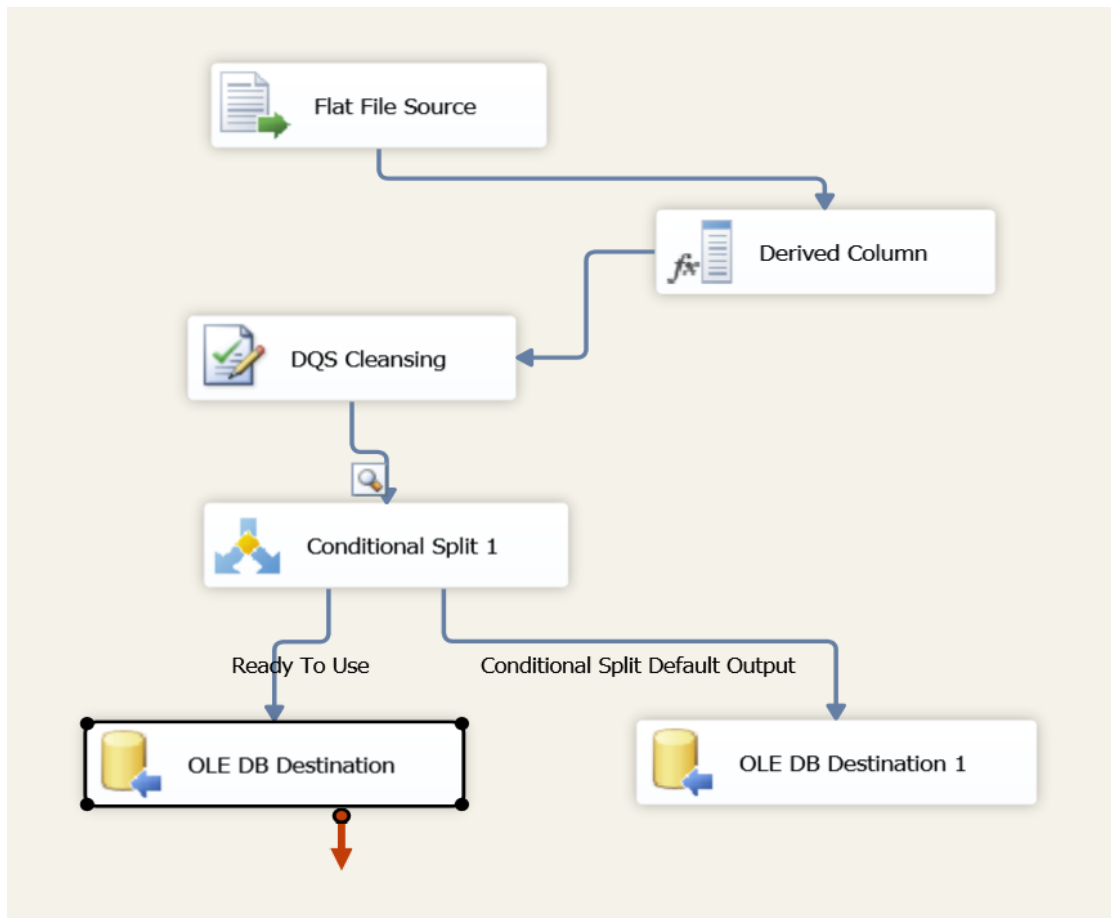 Flat File Source
Derived Column
DQS Cleansing
Conditional Split 1
Ready To Use
Conditional Split Default Output
OLE DB Destination
OLE DB Destination 1